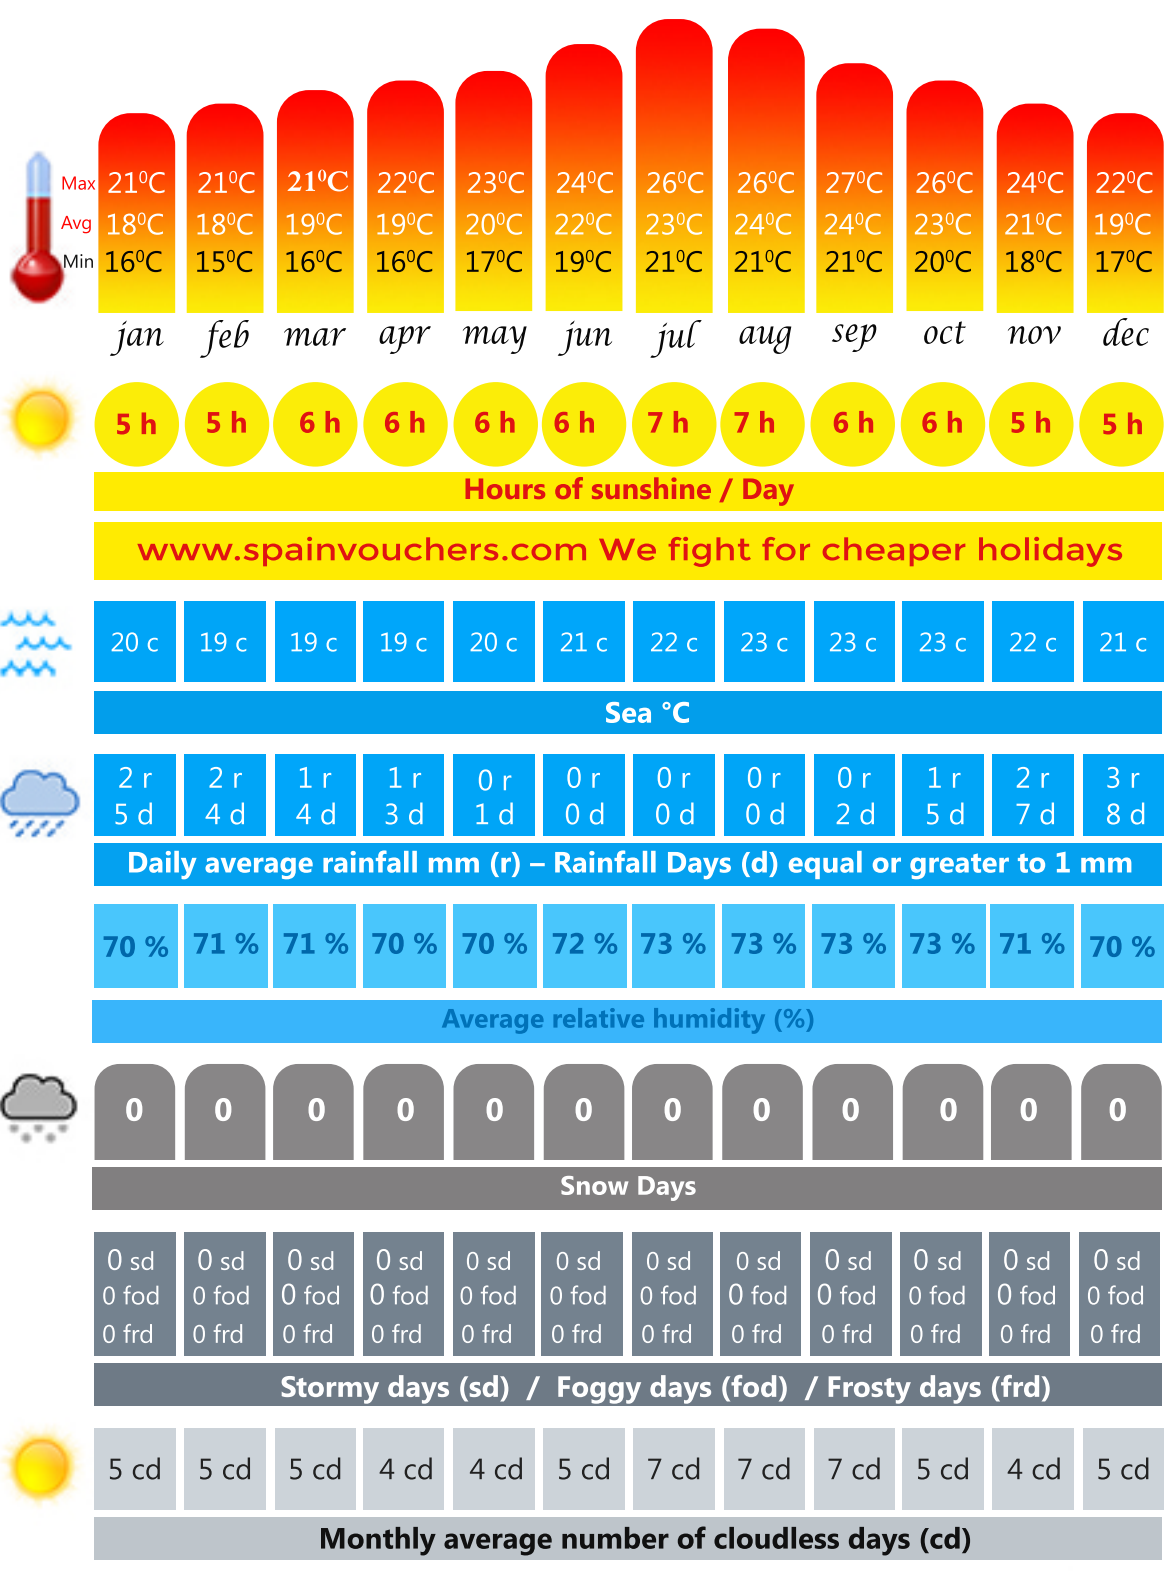 Max 21⁰C 21⁰C 21⁰C 22⁰C 23⁰C 24⁰C 26⁰C 26⁰C 27⁰C 26⁰C 24⁰C 22⁰C
Avg 18⁰C 18⁰C 19⁰C 19⁰C 20⁰C 22⁰C 23⁰C 24⁰C 24⁰C 23⁰C 21⁰C 19⁰C
Min 16⁰C 15⁰C 16⁰C 16⁰C 17⁰C 19⁰C 21⁰C 21⁰C 21⁰C 20⁰C 18⁰C 17⁰C
jan feb mar apr may jun jul aug sep oct nov dec
5 h 5 h 6 h 6 h 6 h 6 h 7 h 7 h 6 h 6 h 5 h 5 h
Hours of sunshine / Day
www.spainvouchers.com We fight for cheaper holidays
20 c 19 c 19 c 19 c 20 c 21 c 22 c 23 c 23 c 23 c 22 c 21 c
Sea °C
2 r 2 r 1 r 1 r 0 r 0 r 0 r 0 r 0 r 1 r 2 r 3 r
5 d 4 d 4 d 3 d 1 d 0 d 0 d 0 d 2 d 5 d 7 d 8 d
Daily average rainfall mm (r) – Rainfall Days (d) equal or greater to 1 mm
70 % 71 % 71 % 70 % 70 % 72 % 73 % 73 % 73 % 73 % 71 % 70 %
Average relative humidity (%)
0 0 0 0 0 0 0 0 0 0 0 0
Snow Days
0 sd 0 sd 0 sd 0 sd 0 sd 0 sd 0 sd 0 sd 0 sd 0 sd 0 sd 0 sd
0 fod 0 fod 0 fod 0 fod 0 fod 0 fod 0 fod 0 fod 0 fod 0 fod 0 fod 0 fod
0 frd 0 frd 0 frd 0 frd 0 frd 0 frd 0 frd 0 frd 0 frd 0 frd 0 frd 0 frd
Stormy days (sd) / Foggy days (fod) / Frosty days (frd)
5 cd 5 cd 5 cd 4 cd 4 cd 5 cd 7 cd 7 cd 7 cd 5 cd 4 cd 5 cd
Monthly average number of cloudless days (cd)